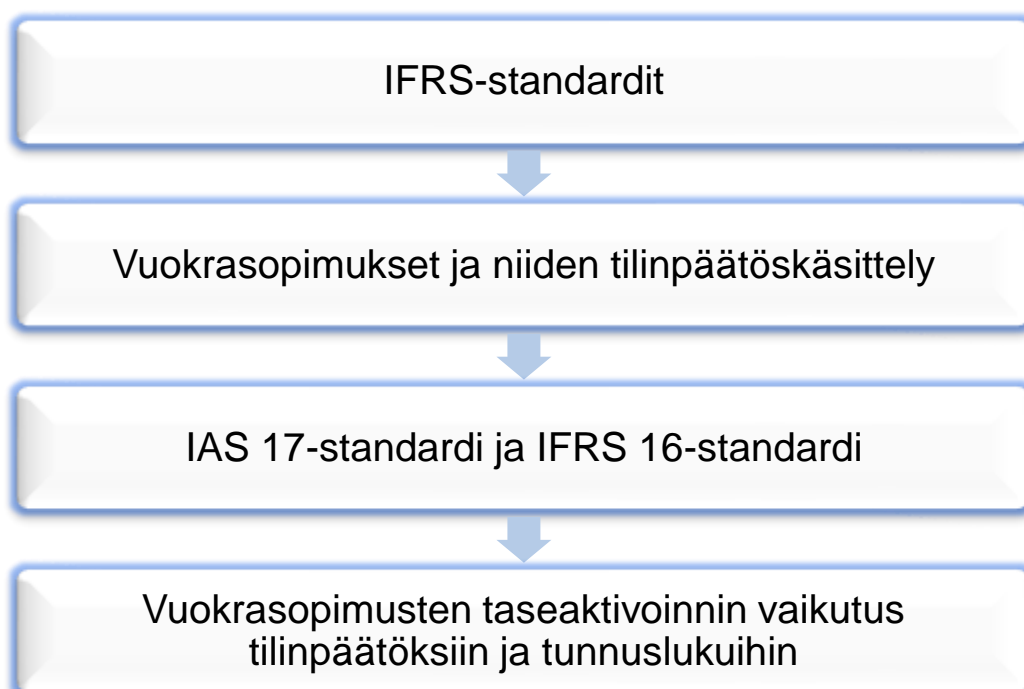 IFRS-standardit
Vuokrasopimukset ja niiden tilinpäätöskäsittely
IAS 17-standardi ja IFRS 16-standardi
Vuokrasopimusten taseaktivoinnin vaikutus
tilinpäätöksiin ja tunnuslukuihin